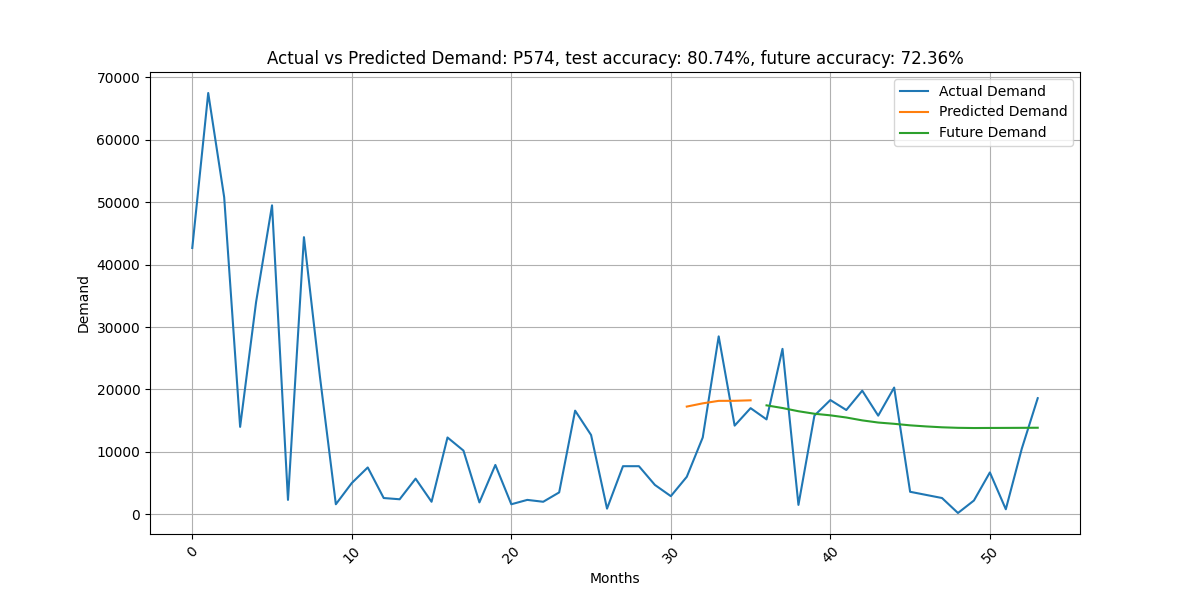 Actual vs Predicted Demand: P574, test accuracy: 80.74%, future accuracy: 72.36%
70000
60000
50000
40000
30000
20000
10000
0
Demand
Actual Demand
Predicted Demand
Future Demand
0
10
20
30
40
50
Months